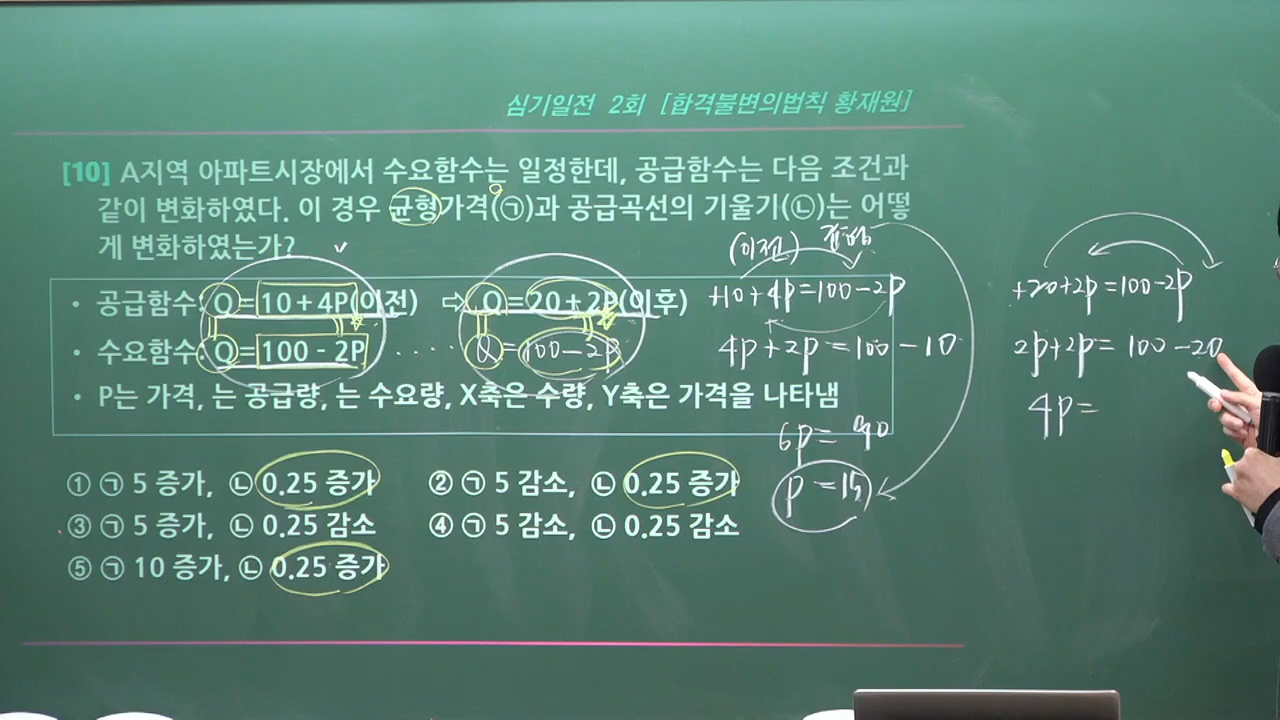 심기일전 2회 [합격불변의법칙 황재원]
[10] A지역 아파트시장에서 수요함수는 일정한데, 공급함수는 다음 조건과
같이 변화하였다. 이 경우 균형가격(㉠)과 공급곡선의 기울기(㉡)는 어떻
게 변화하였는가?
• 공급함수: Q = 10 + 4P(이전) ⇨ Q = 20 + 2P(이후)
• 수요함수: Q = 100 - 2P ···· Q = 100 - 2P
• P는 가격, 는 공급량, 는 수요량, X축은 수량, Y축은 가격을 나타냄
① ㉠ 5 증가, ㉡ 0.25 증가 ② ㉠ 5 감소, ㉡ 0.25 증가
③ ㉠ 5 증가, ㉡ 0.25 감소 ④ ㉠ 5 감소, ㉡ 0.25 감소
⑤ ㉠ 10 증가, ㉡ 0.25 증가
(이전)
+10+4P=100-2P
4P+2P=100-10
6P=90
P=15
+20+2P=100-2P
2P+2P=100-20
4P=